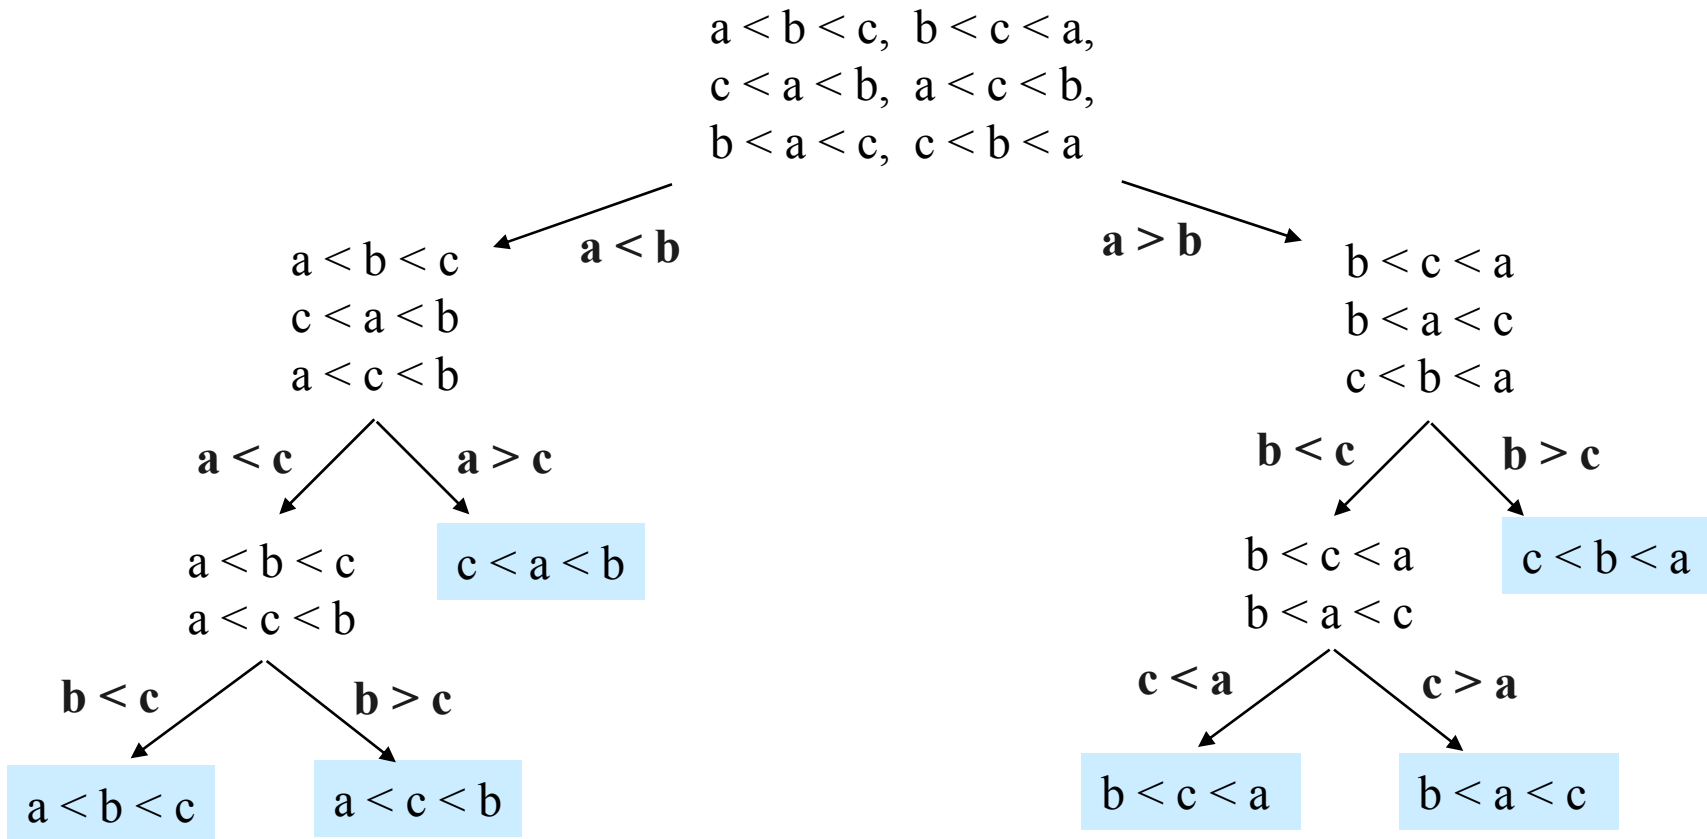 a < b < c, b < c < a,
c < a < b, a < c < b,
b < a < c, c < b < a
a < b
a > b
a < b < c
c < a < b
a < c < b
b < c < a
b < a < c
c < b < a
a < c
a > c
b < c
b > c
a < b < c
a < c < b
c < a < b
b < c < a
b < a < c
c < b < a
b < c
b > c
c < a
c > a
a < b < c
a < c < b
b < c < a
b < a < c